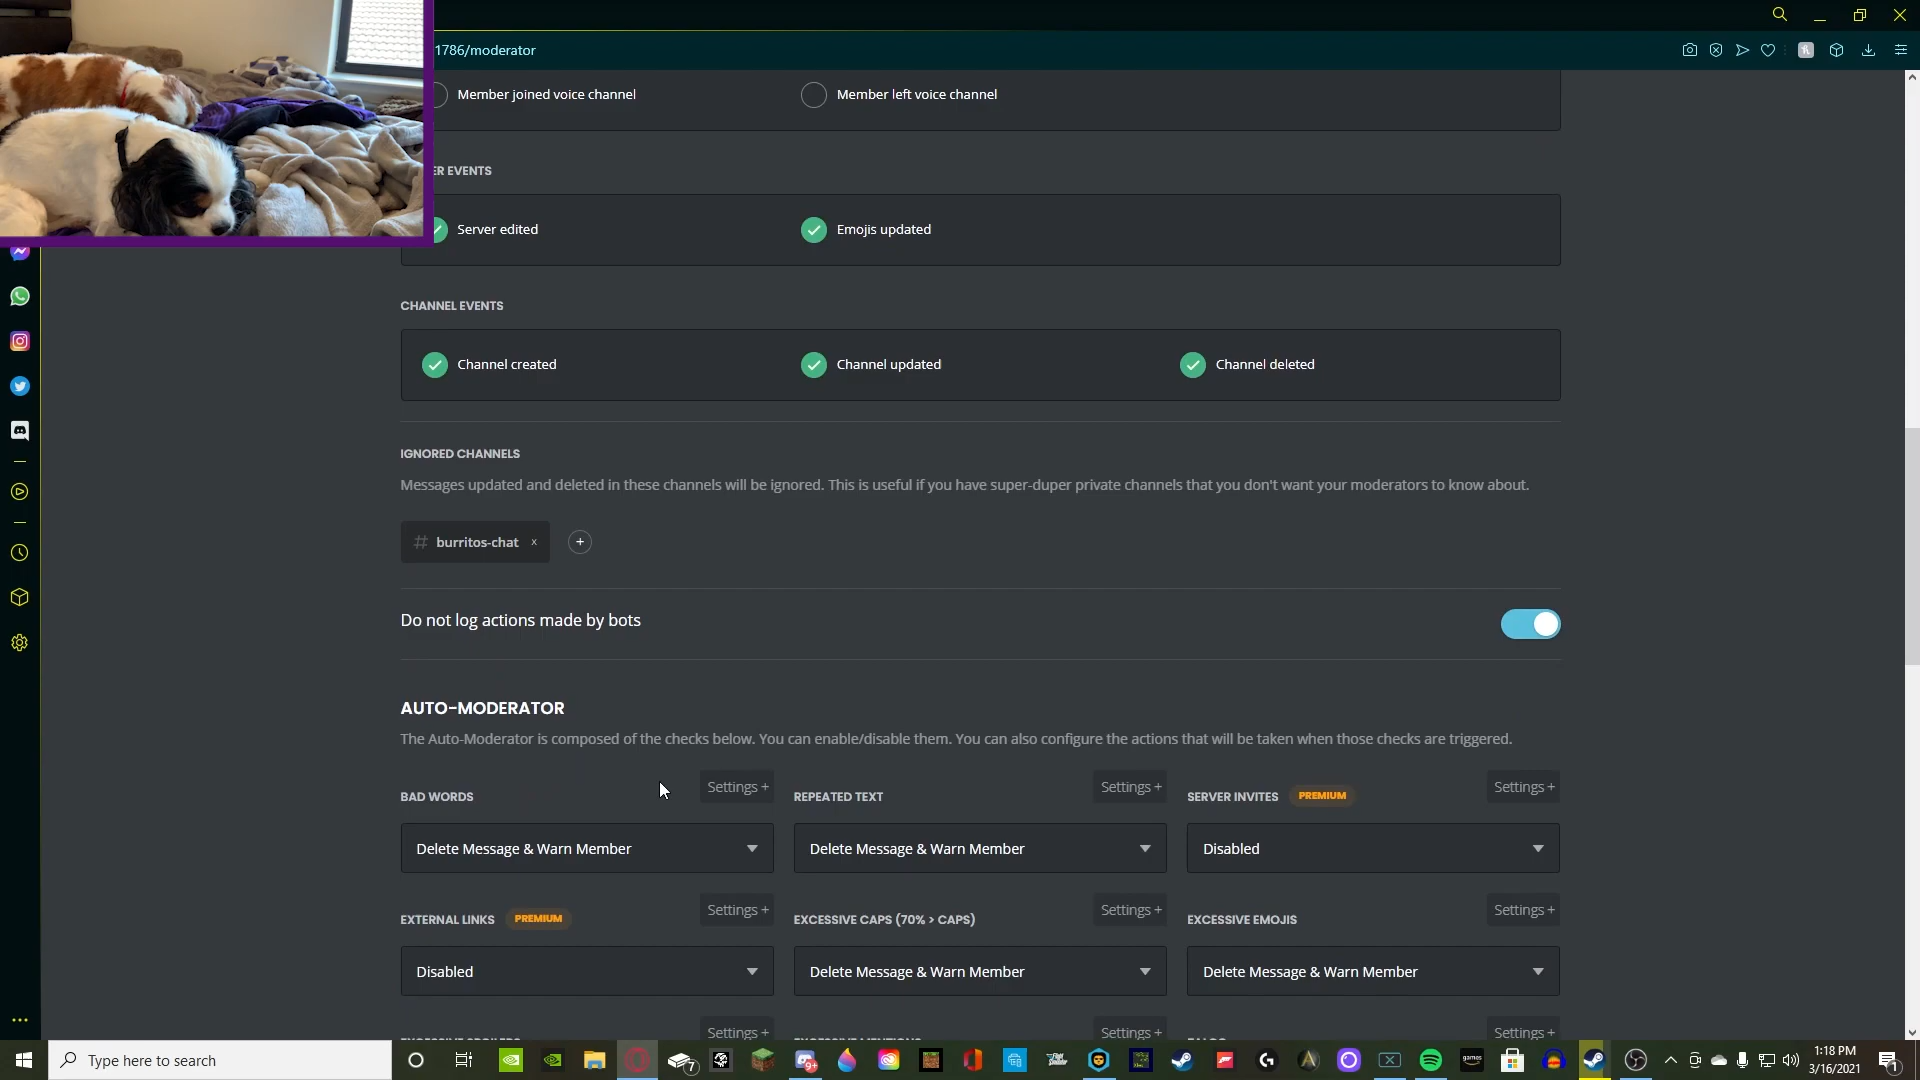 1786/moderator
Member joined voice channel
Member left voice channel
ER EVENTS
Server edited
Emojis updated
CHANNEL EVENTS
Channel created
Channel updated
Channel deleted
IGNORED CHANNELS
Messages updated and deleted in these channels will be ignored. This is useful if you have super-duper private channels that you don't want your moderators to know about.
# burritos-chat x
+
Do not log actions made by bots
AUTO-MODERATOR
The Auto-Moderator is composed of the checks below. You can enable/disable them. You can also configure the actions that will be taken when those checks are triggered.
BAD WORDS
Settings +
REPEATED TEXT
Settings +
SERVER INVITES PREMIUM
Settings +
Delete Message & Warn Member
Delete Message & Warn Member
Disabled
EXTERNAL LINKS PREMIUM
Settings +
EXCESSIVE CAPS (70% > CAPS)
Settings +
EXCESSIVE EMOJIS
Settings +
Disabled
Delete Message & Warn Member
Delete Message & Warn Member
Settings +
Settings +
Settings +
Type here to search
7
9+
games
1:18 PM
3/16/2021
1